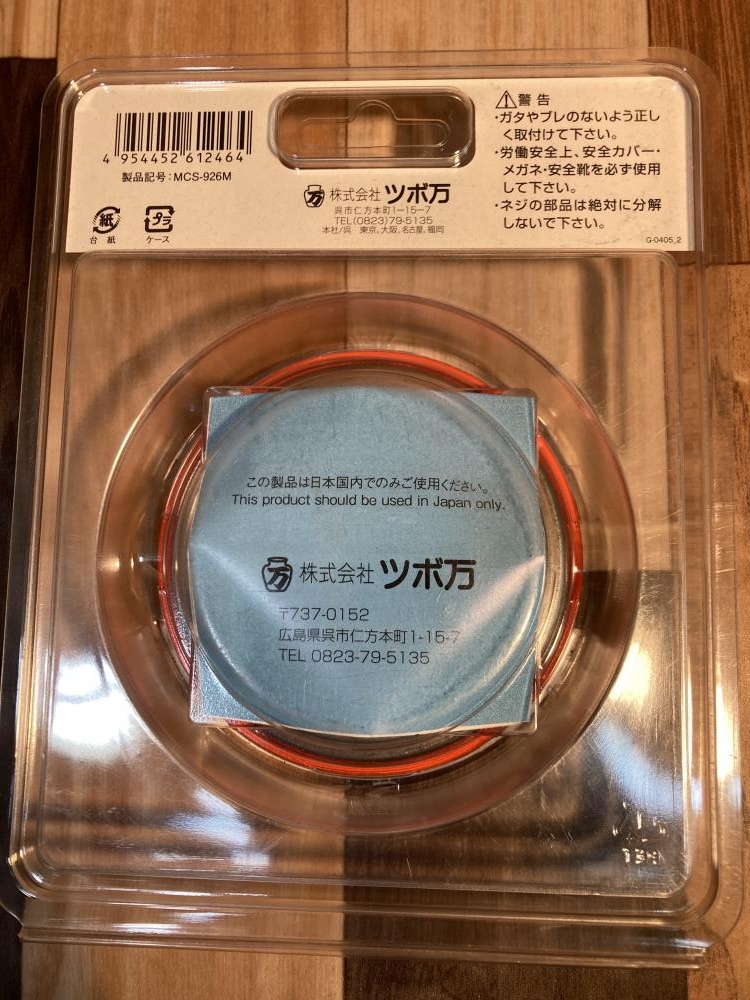 4 954452 612464
製品記号：MCS-926M
紙
台 紙
プラ
ケース
万 株式会社 ツボ万
呉市仁方本町1-15-7
TEL(0823)79-5135
本社/呉 東京、大阪、名古屋、福岡
警 告
・ガタやブレのないよう正し
く取付けて下さい。
・労働安全上、安全カバー・
メガネ・安全靴を必ず使用
して下さい。
・ネジの部品は絶対に分解
しないで下さい。
G-0405_2
この製品は日本国内でのみご使用ください。
This product should be used in Japan only.
万 株式会社 ツボ万
〒737-0152
広島県呉市仁方本町1-15-7
TEL 0823-79-5135